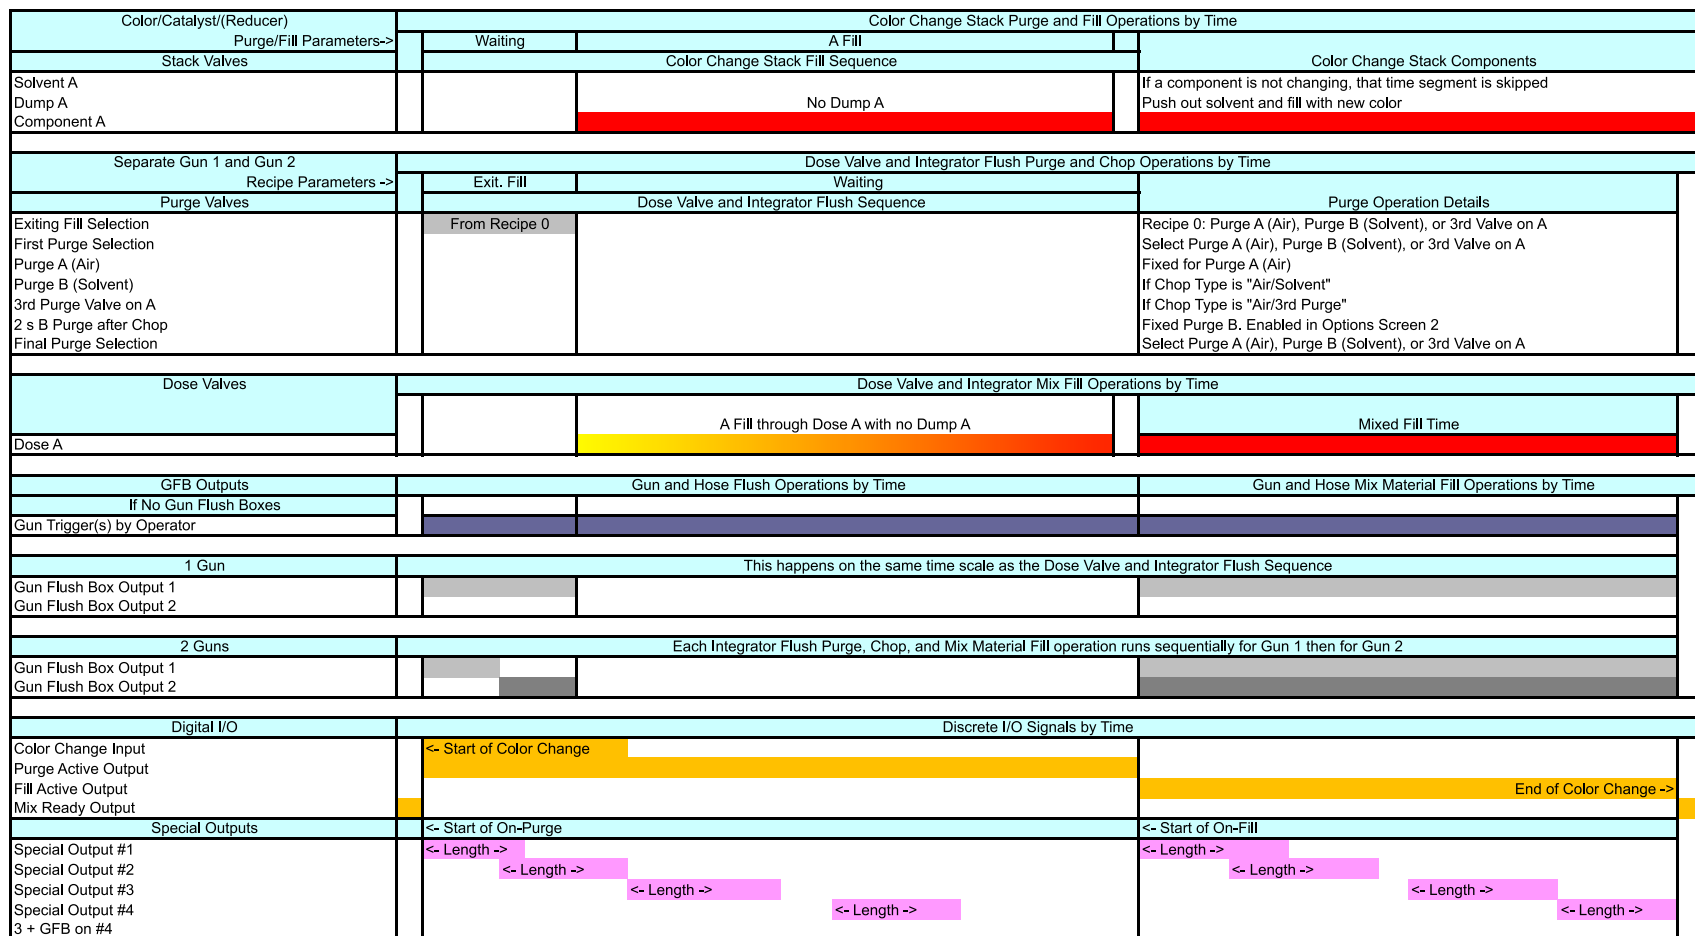 Color/Catalyst/(Reducer) Color Change Stack Purge and Fill Operations by Time
Purge/Fill Parameters-> Waiting A Fill
Stack Valves Color Change Stack Fill Sequence Color Change Stack Components
Solvent A If a component is not changing, that time segment is skipped
Dump A No Dump A Push out solvent and fill with new color
Component A
Separate Gun 1 and Gun 2 Dose Valve and Integrator Flush Purge and Chop Operations by Time
Recipe Parameters -> Exit. Fill Waiting
Purge Valves Dose Valve and Integrator Flush Sequence Purge Operation Details
Exiting Fill Selection From Recipe 0 Recipe 0: Purge A (Air), Purge B (Solvent), or 3rd Valve on A
First Purge Selection Select Purge A (Air), Purge B (Solvent), or 3rd Valve on A
Purge A (Air) Fixed for Purge A (Air)
Purge B (Solvent) If Chop Type is "Air/Solvent"
3rd Purge Valve on A If Chop Type is "Air/3rd Purge"
2 s B Purge after Chop Fixed Purge B. Enabled in Options Screen 2
Final Purge Selection Select Purge A (Air), Purge B (Solvent), or 3rd Valve on A
Dose Valves Dose Valve and Integrator Mix Fill Operations by Time
A Fill through Dose A with no Dump A Mixed Fill Time
Dose A
GFB Outputs Gun and Hose Flush Operations by Time Gun and Hose Mix Material Fill Operations by Time
If No Gun Flush Boxes
Gun Trigger(s) by Operator
1 Gun This happens on the same time scale as the Dose Valve and Integrator Flush Sequence
Gun Flush Box Output 1
Gun Flush Box Output 2
2 Guns Each Integrator Flush Purge, Chop, and Mix Material Fill operation runs sequentially for Gun 1 then for Gun 2
Gun Flush Box Output 1
Gun Flush Box Output 2
Digital I/O Discrete I/O Signals by Time
Color Change Input <- Start of Color Change
Purge Active Output
Fill Active Output End of Color Change ->
Mix Ready Output
Special Outputs <- Start of On-Purge <- Start of On-Fill
Special Output #1 <- Length -> <- Length ->
Special Output #2 <- Length -> <- Length ->
Special Output #3 <- Length -> <- Length ->
Special Output #4 <- Length -> <- Length ->
3 + GFB on #4